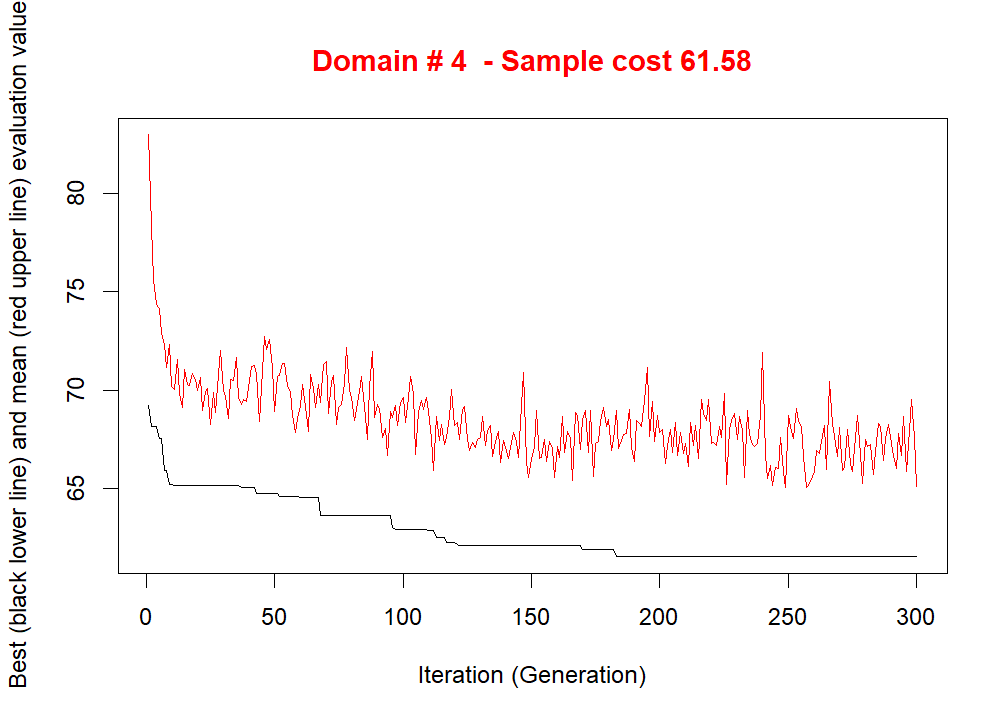 Domain # 4  - Sample cost 61.58
Best (black lower line) and mean (red upper line) evaluation value
80
75
70
65
0 50 100 150 200 250 300
Iteration (Generation)